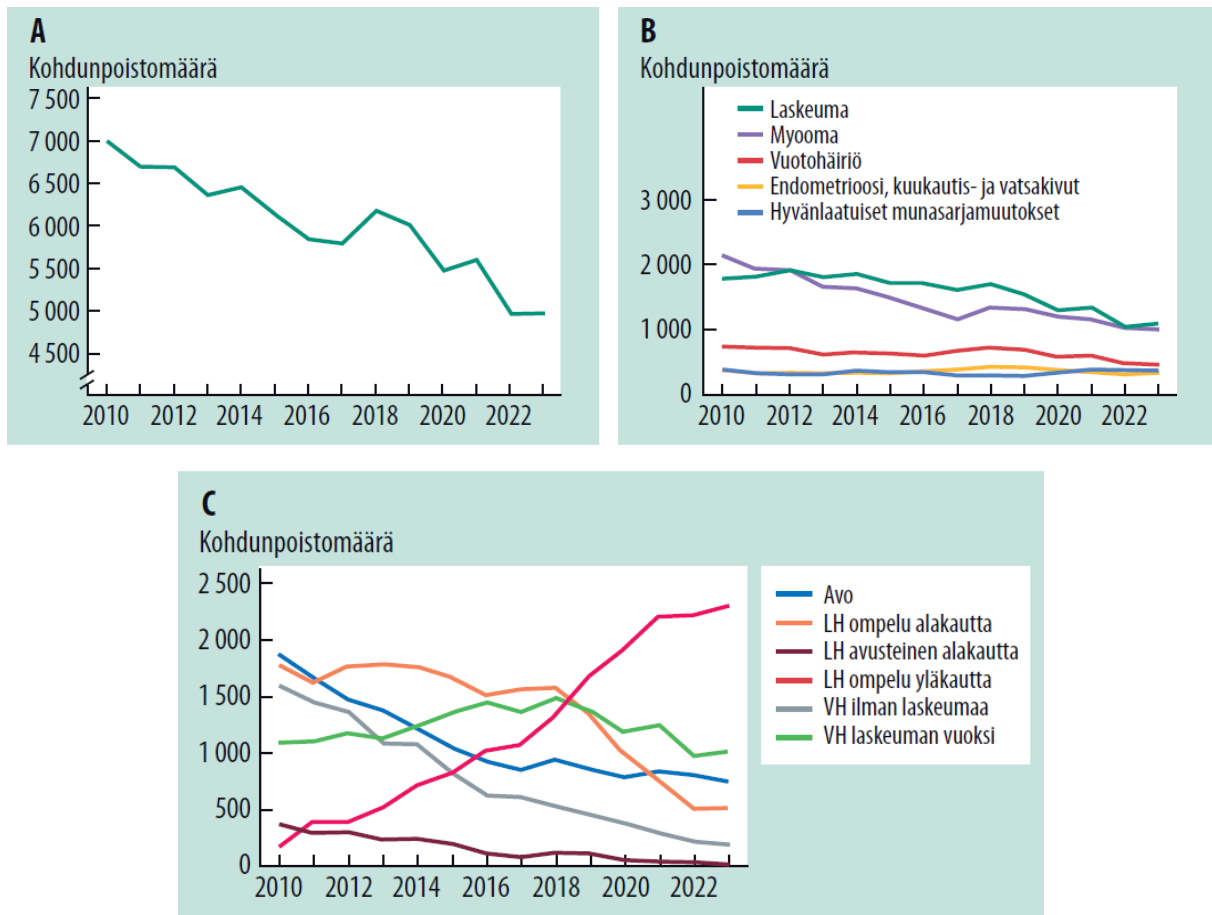 A
Kohdunpoistomäärä
7 500
7 000
6 500
6 000
5 500
5 000
4 500
2010 2012 2014 2016 2018 2020 2022
B
Kohdunpoistomäärä
Laskeuma
Myooma
Vuotohäiriö
Endometrioosi, kuukautis- ja vatsakivut
Hyvänlaatuiset munasarjamuutokset
3 000
2 000
1 000
0
2010 2012 2014 2016 2018 2020 2022
C
Kohdunpoistomäärä
2 500
2 000
1 500
1 000
500
0
2010 2012 2014 2016 2018 2020 2022
Avo
LH ompelu alakautta
LH avusteinen alakautta
LH ompelu yläkautta
VH ilman laskeumaa
VH laskeuman vuoksi